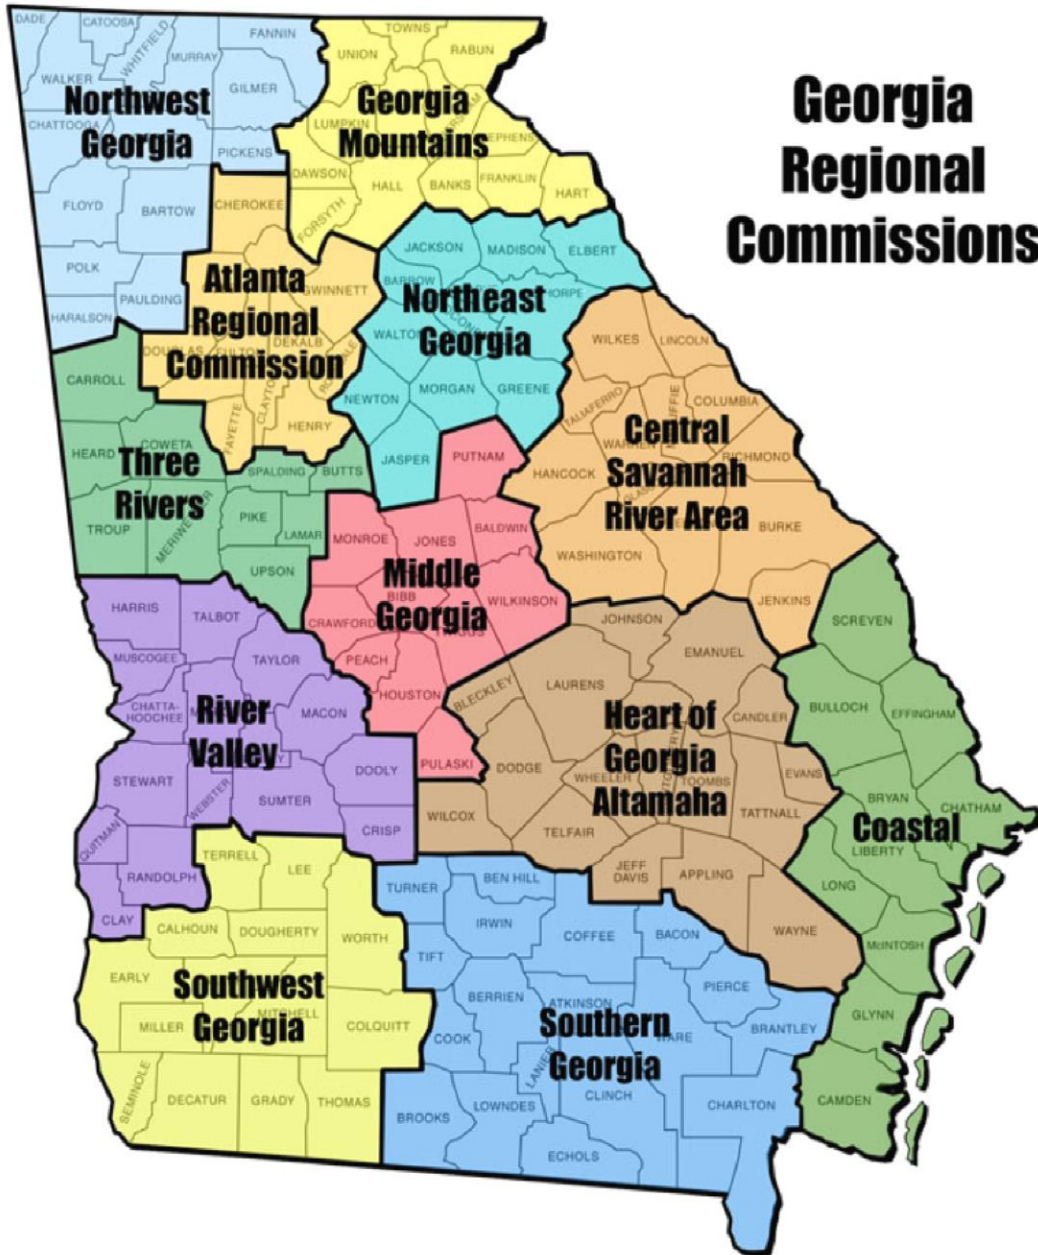 Georgia
Regional
Commissions
DADE
CATOOSA
WHITFIELD
MURRAY
FANNIN
WALKER
GILMER
CHATTOOGA
PICKENS
Northwest
Georgia
FLOYD
BARTOW
POLK
PAULDING
HARALSON
TOWNS
UNION
RABUN
LUMPKIN
Georgia
Mountains
DAWSON
HALL
BANKS
FRANKLIN
HART
FORSYTH
CHEROKEE
Atlanta
Regional
Commission
GWINNETT
DOUGLAS
FULTON
DEKALB
FAYETTE
CLAYTON
HENRY
JACKSON
MADISON
ELBERT
BARROW
Northeast
Georgia
WALTON
MORGAN
GREENE
NEWTON
JASPER
CARROLL
HEARD
COWETA
Three
Rivers
SPALDING
BUTTS
TROUP
MERIWETHER
PIKE
LAMAR
UPSON
WILKES
LINCOLN
TALIAFERRO
COLUMBIA
WARREN
Central
Savannah
River Area
RICHMOND
HANCOCK
BURKE
WASHINGTON
JENKINS
PUTNAM
MONROE
JONES
BALDWIN
Middle
Georgia
BIBB
WILKINSON
CRAWFORD
PEACH
HOUSTON
PULASKI
HARRIS
TALBOT
MUSCOGEE
TAYLOR
CHATTA-
HOOCHEE
MACON
River
Valley
STEWART
WEBSTER
SUMTER
DOOLY
CRISP
QUITMAN
RANDOLPH
CLAY
JOHNSON
EMANUEL
BLECKLEY
LAURENS
CANDLER
Heart of
Georgia
Altamaha
DODGE
WHEELER
TOOMBS
EVANS
TATTNALL
WILCOX
TELFAIR
JEFF
DAVIS
APPLING
WAYNE
SCREVEN
BULLOCH
EFFINGHAM
BRYAN
CHATHAM
Coastal
LIBERTY
LONG
McINTOSH
GLYNN
CAMDEN
TERRELL
LEE
CALHOUN
DOUGHERTY
WORTH
EARLY
Southwest
Georgia
MILLER
MITCHELL
COLQUITT
SEMINOLE
DECATUR
GRADY
THOMAS
TURNER
BEN HILL
IRWIN
COFFEE
BACON
TIFT
PIERCE
BERRIEN
ATKINSON
Southern
Georgia
WARE
BRANTLEY
COOK
LANIER
CLINCH
CHARLTON
BROOKS
LOWNDES
ECHOLS